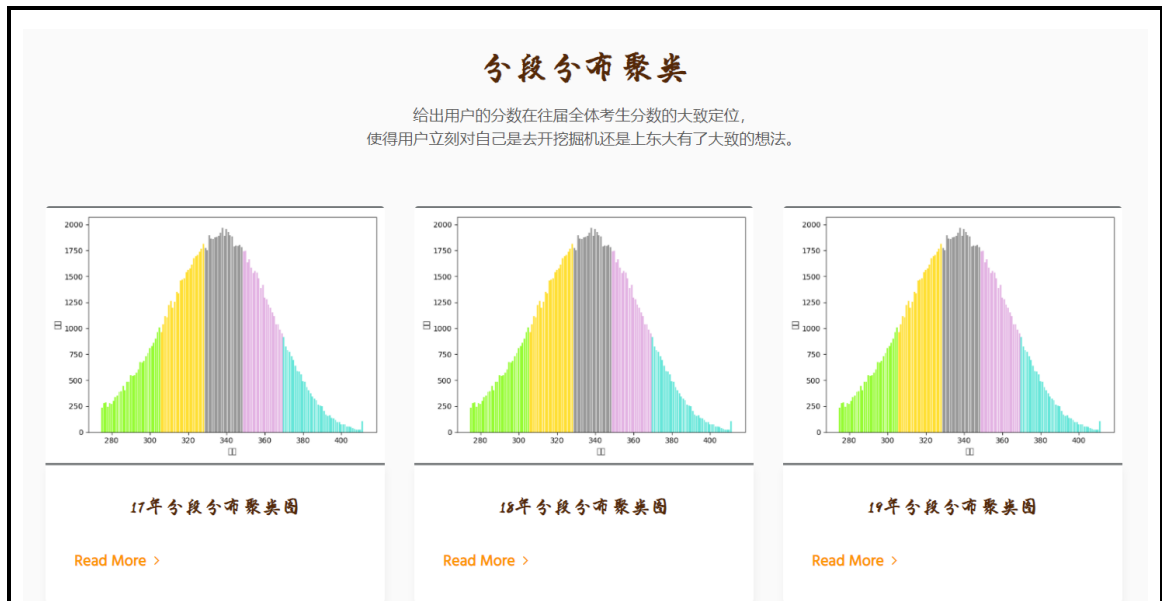 分段分布聚类
给出用户的分数在往届全体考生分数的大致定位，
使得用户立刻对自己是去开挖掘机还是上东大有了大致的想法。
2000
1750
1500
1250
1000
750
500
250
0
280 300 320 340 360 380 400
2000
1750
1500
1250
1000
750
500
250
0
280 300 320 340 360 380 400
2000
1750
1500
1250
1000
750
500
250
0
280 300 320 340 360 380 400
17年分段分布聚类图
18年分段分布聚类图
19年分段分布聚类图
Read More >
Read More >
Read More >